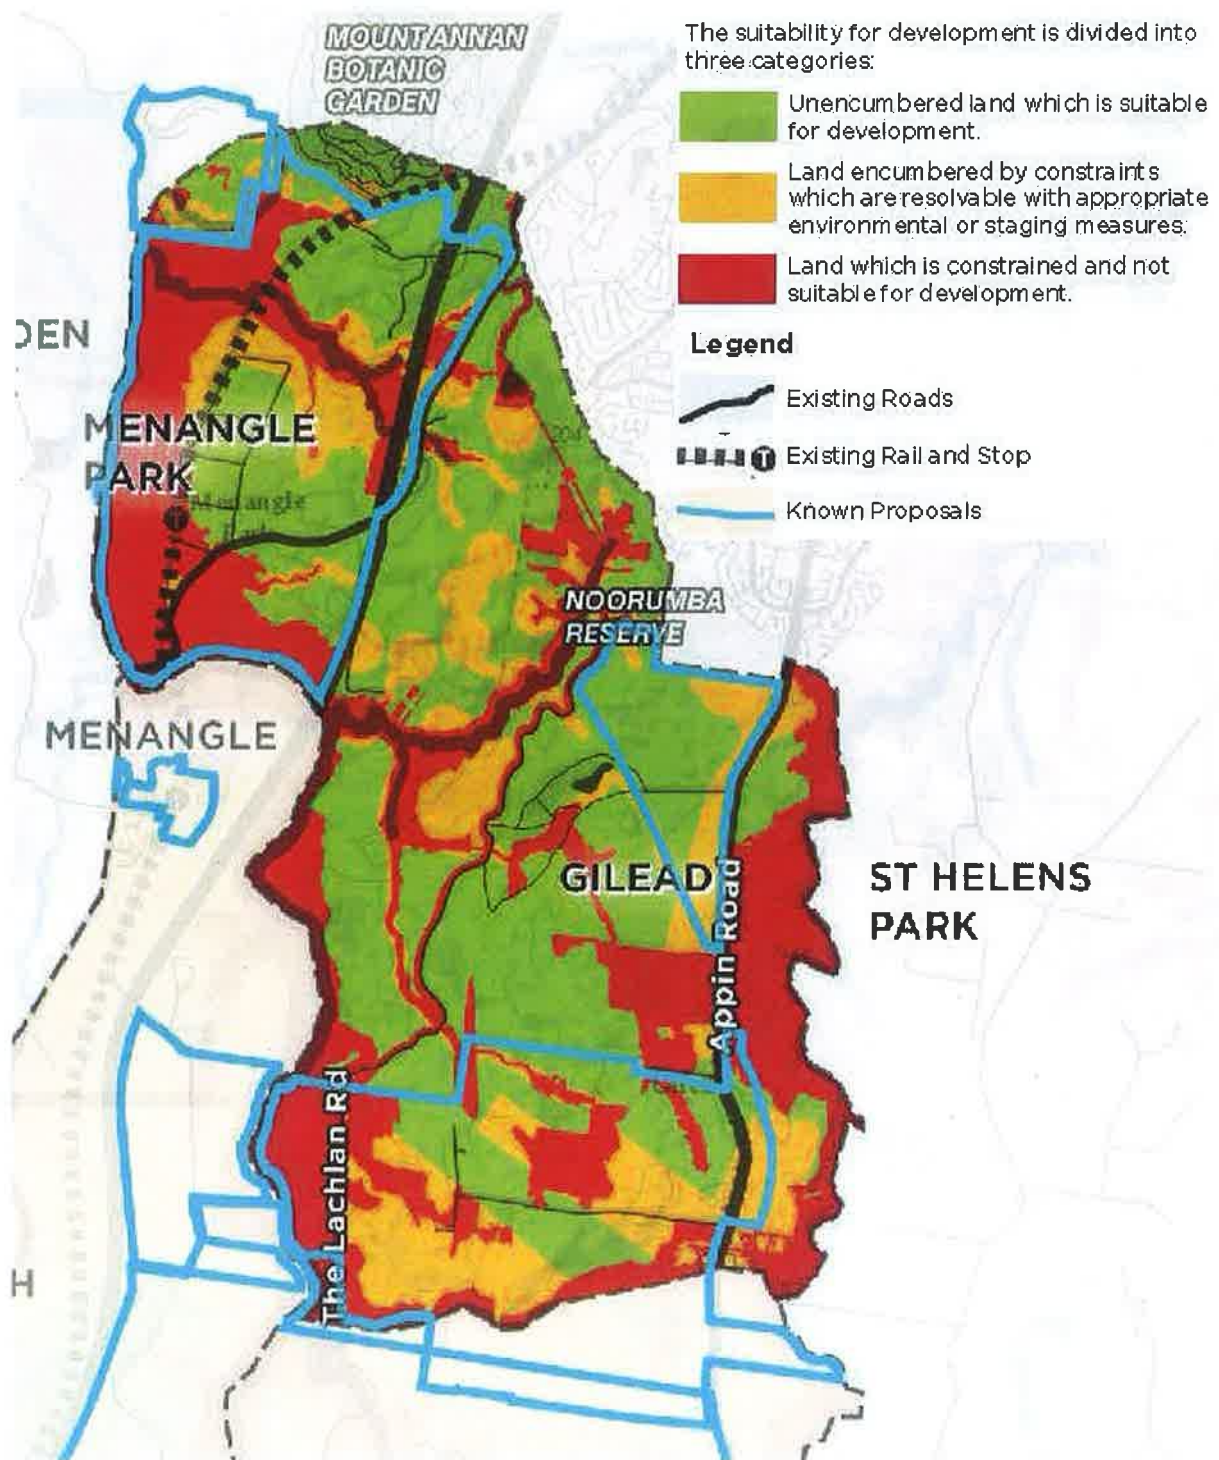 MOUNT ANNAN
BOTANIC
GARDEN
The suitability for development is divided into
three categories:
Unencumbered land which is suitable
for development.
Land encumbered by constraints
which are resolvable with appropriate
environmental or staging measures.
Land which is constrained and not
suitable for development.
Legend
Existing Roads
T Existing Rail and Stop
Known Proposals
DEN
MENANGLE
PARK
Menangle
NOORUMBA
RESERVE
MENANGLE
GILEAD
ST HELENS
PARK
Appin Road
The Lachlan Rd
H